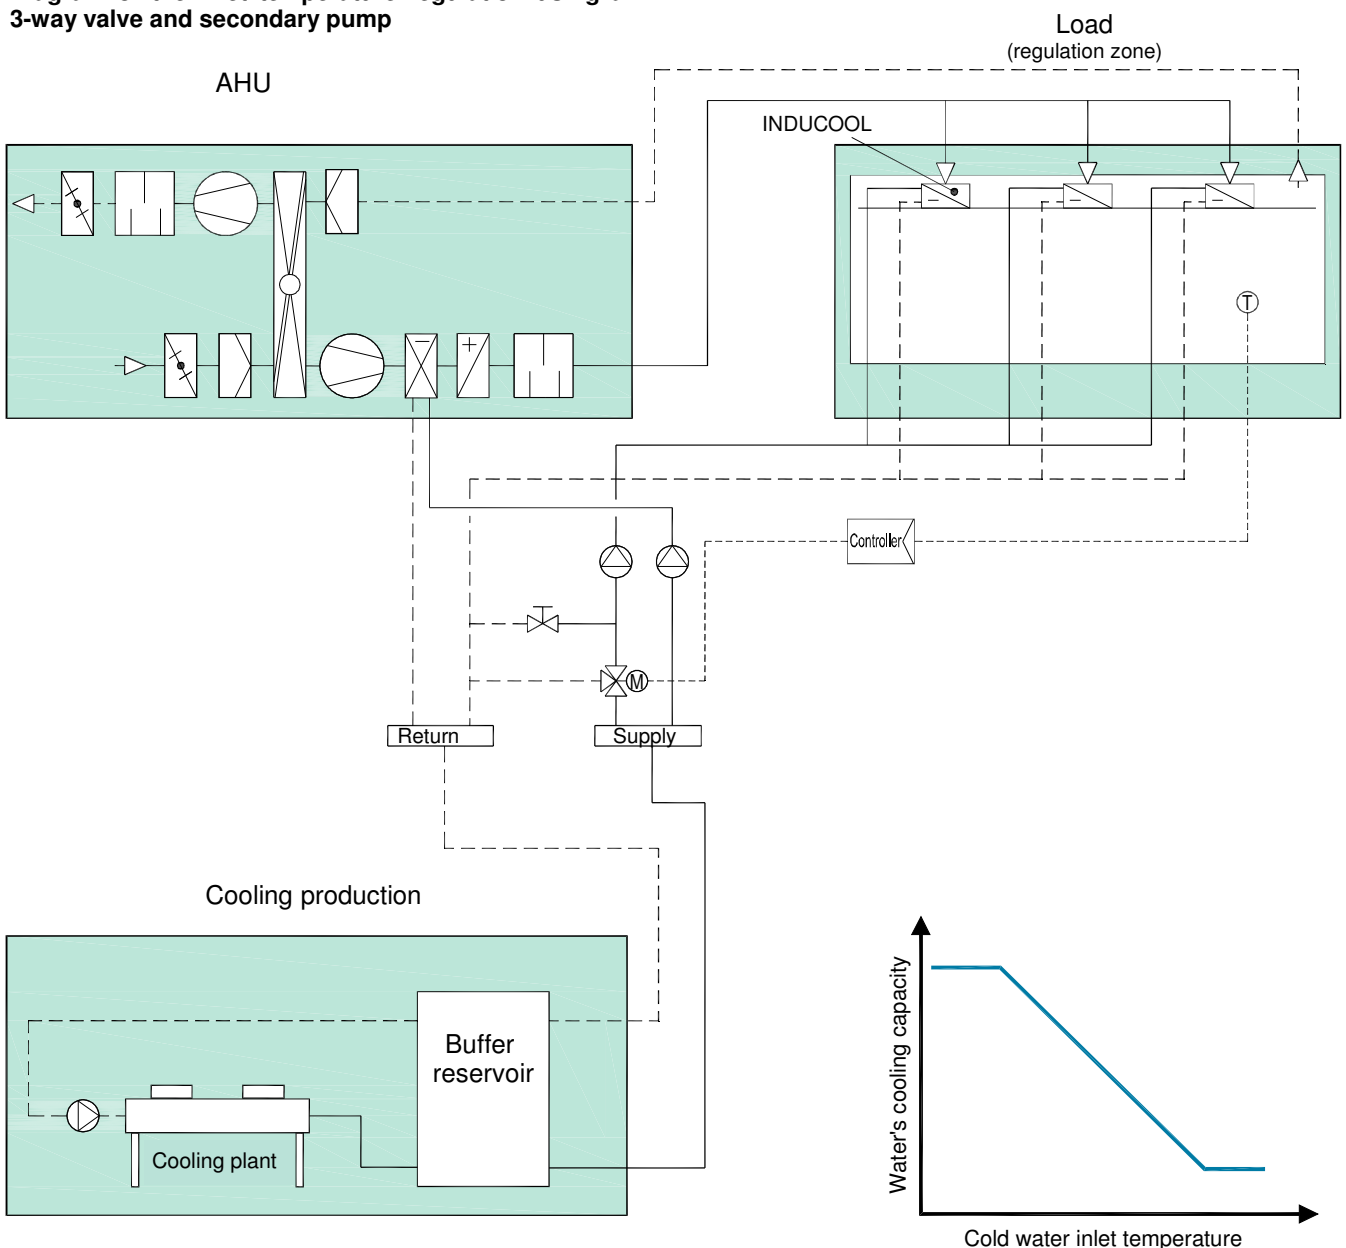 3-way valve and secondary pump
Load
(regulation zone)
AHU
INDUCOOL
T
Controller
M
Return
Supply
Cooling production
Buffer
reservoir
Cooling plant
Water's cooling capacity
Cold water inlet temperature